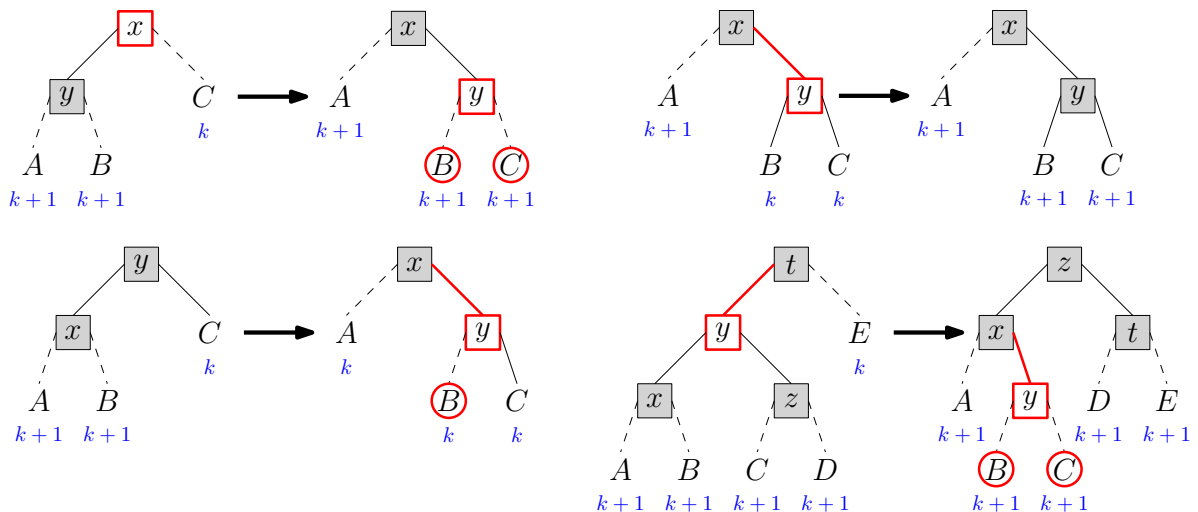 x x x x
y C A y A y A y
k k + 1 k + 1 k + 1
A B B C B C B C
k + 1 k + 1 k + 1 k + 1 k k k + 1 k + 1
y x t z
x C A y y E x t
k k k
A B B C x z A y D E
k + 1 k + 1 k k k + 1 k + 1 k + 1
A B C D B C
k + 1 k + 1 k + 1 k + 1 k + 1 k + 1